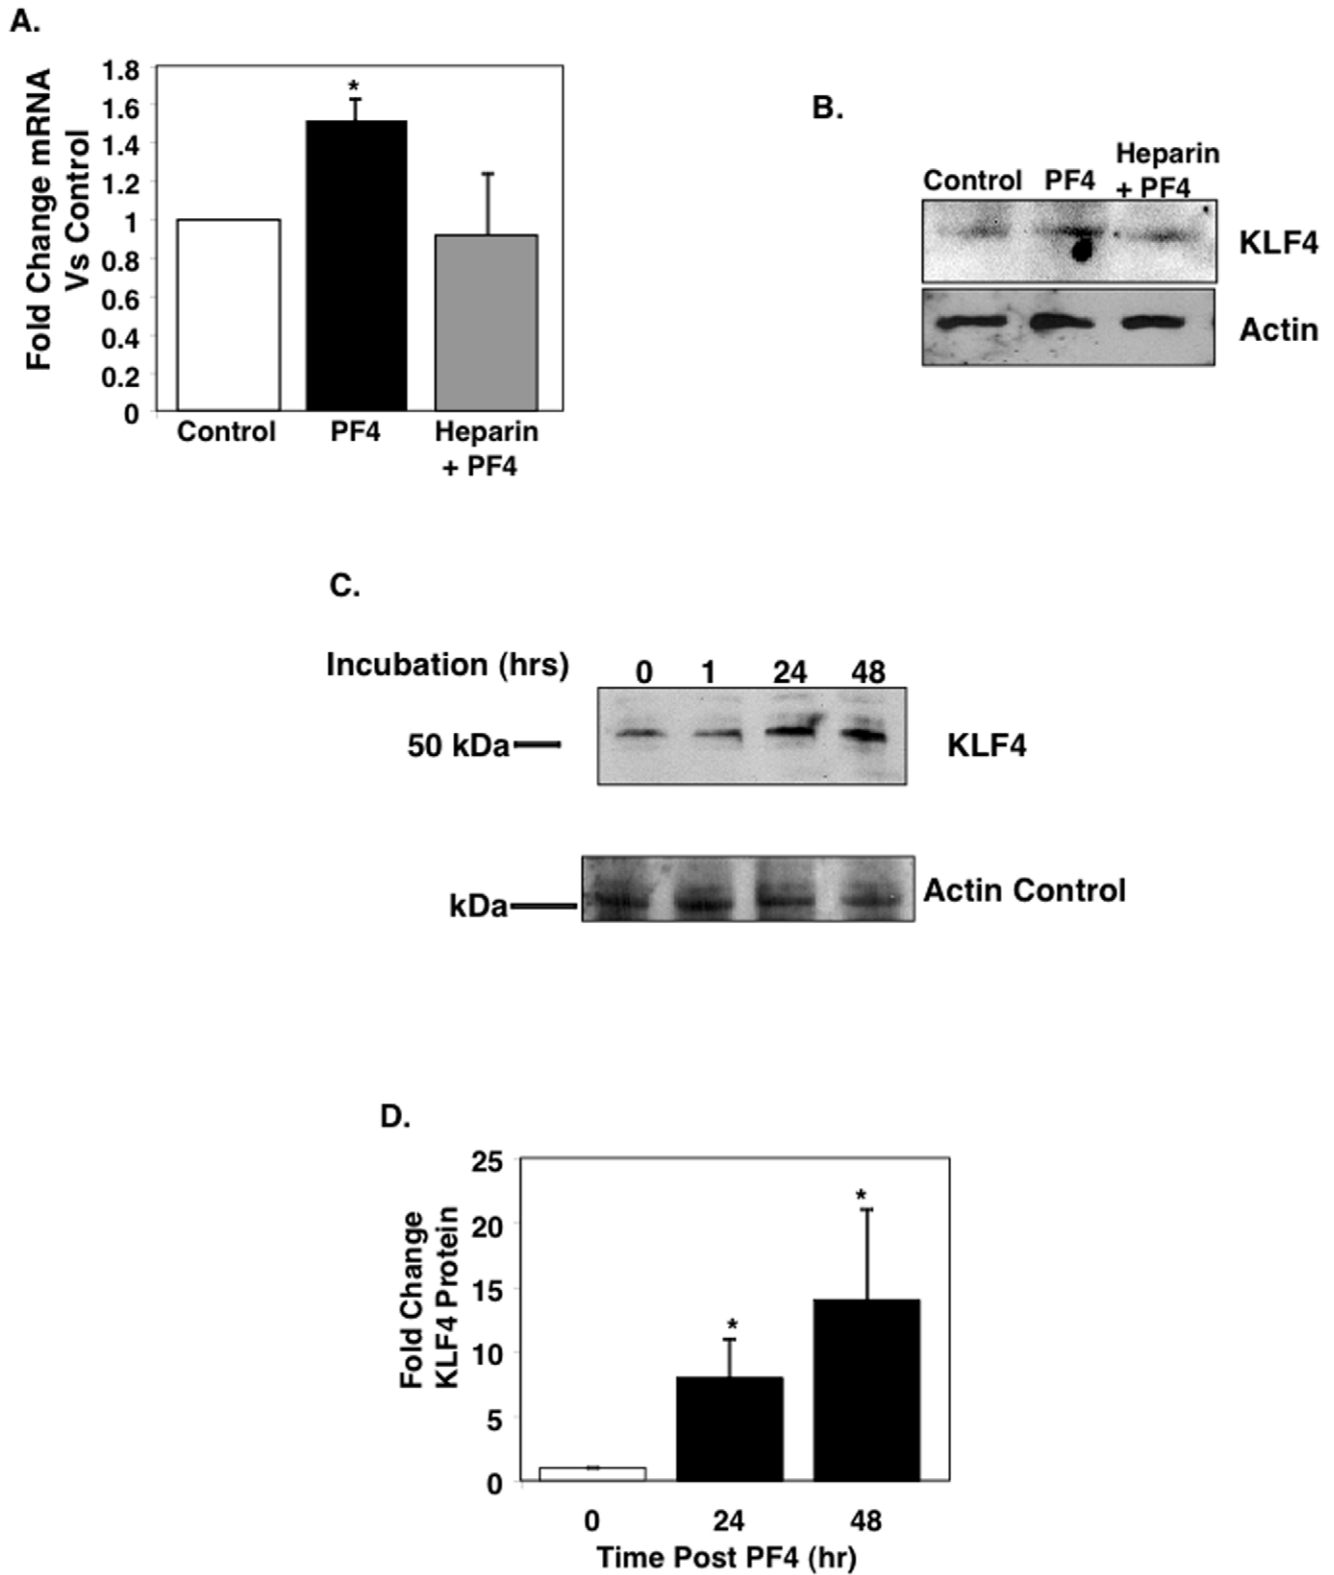 A.
Fold Change mRNA
Vs Control
1.8
1.6
1.4
1.2
1
0.8
0.6
0.4
0.2
0
*
Control
PF4
Heparin
+ PF4
B.
Control
PF4
Heparin
+ PF4
KLF4
Actin
C.
Incubation (hrs)
0
1
24
48
50 kDa
KLF4
kDa
Actin Control
D.
Fold Change
KLF4 Protein
25
20
15
10
5
0
*
*
0
24
48
Time Post PF4 (hr)